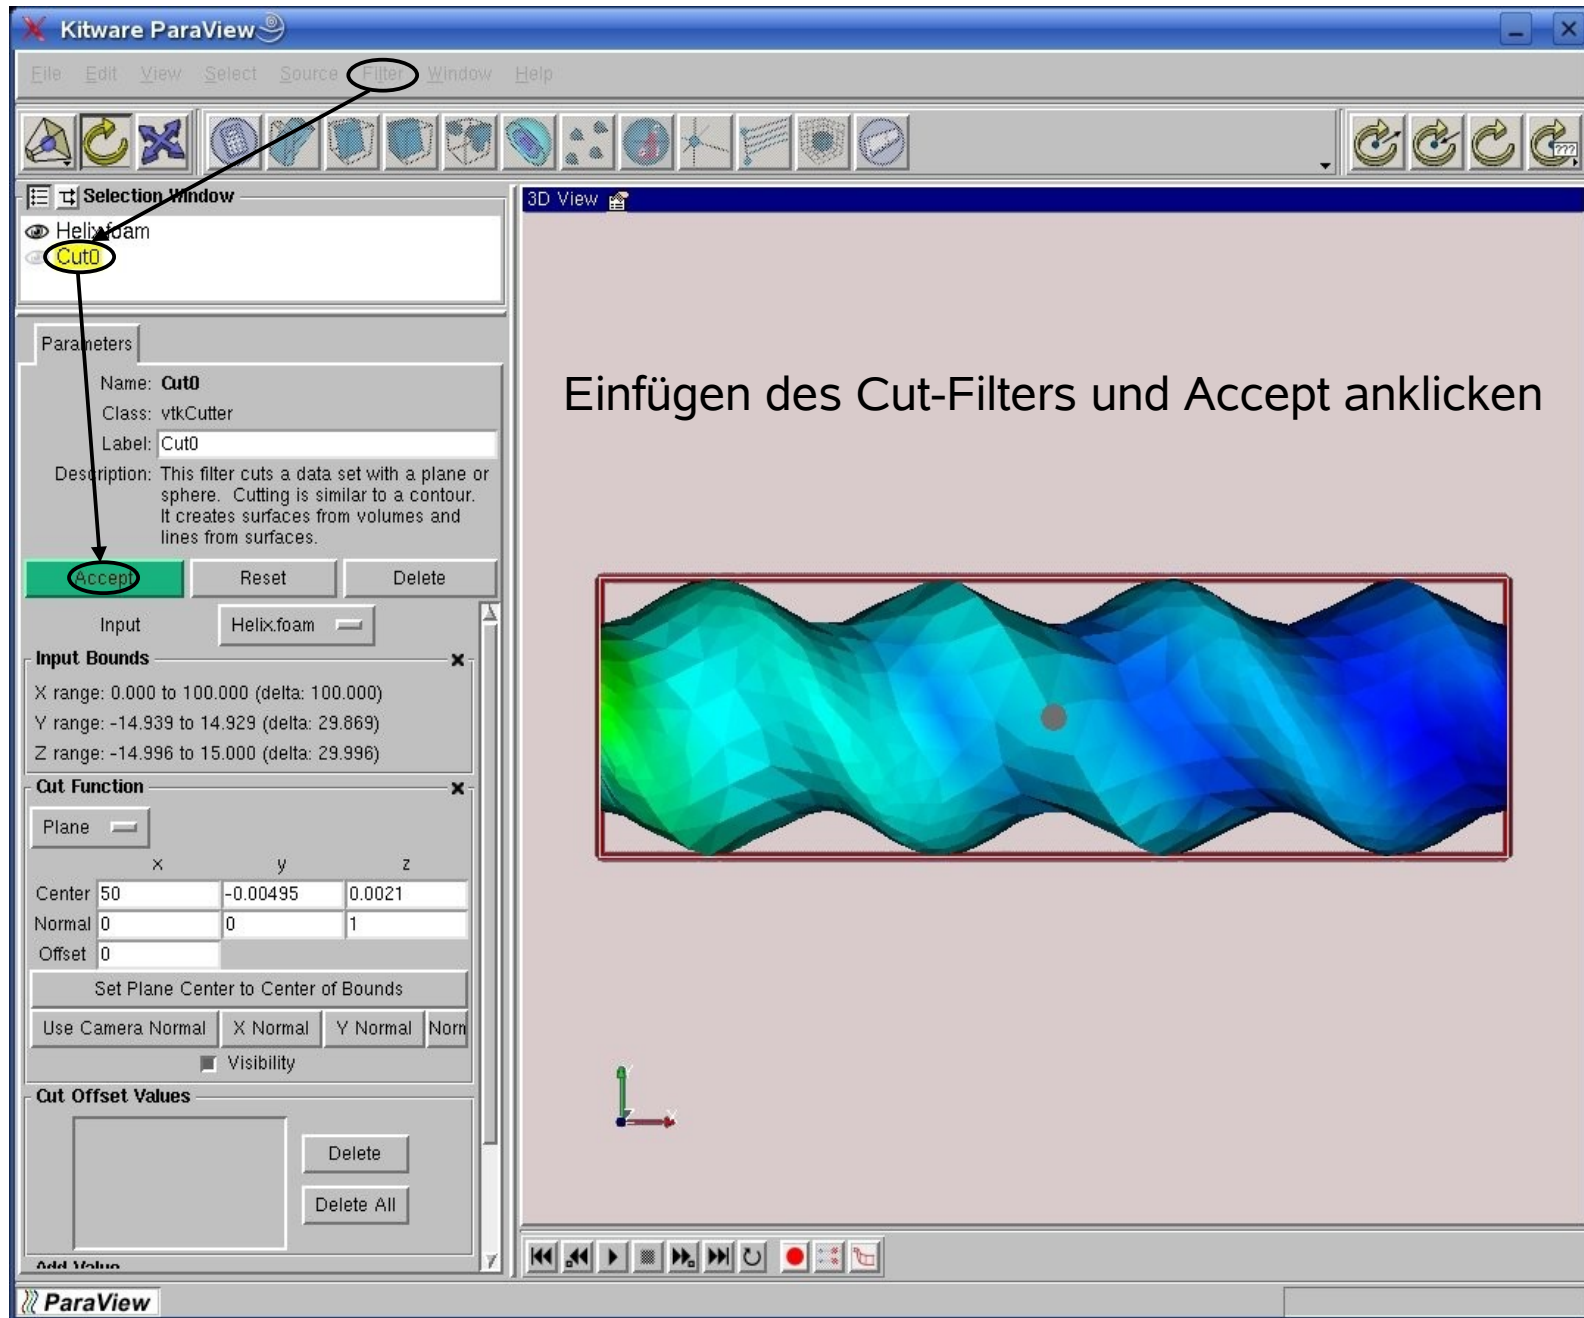 Kitware ParaView
File Edit View Select Source Filter Window Help
???
Selection Window
Helix.foam
Cut0
3D View
Parameters
Name: Cut0
Class: vtkCutter
Label: Cut0
Description: This filter cuts a data set with a plane or
sphere. Cutting is similar to a contour.
It creates surfaces from volumes and
lines from surfaces.
Accept Reset Delete
Input Helix.foam
Input Bounds
X range: 0.000 to 100.000 (delta: 100.000)
Y range: -14.939 to 14.929 (delta: 29.869)
Z range: -14.996 to 15.000 (delta: 29.996)
Cut Function
Plane
x y z
Center 50 -0.00495 0.0021
Normal 0 0 1
Offset 0
Set Plane Center to Center of Bounds
Use Camera Normal X Normal Y Normal Norn
Visibility
Cut Offset Values
Delete
Delete All
Add Value
Einfügen des Cut-Filters und Accept anklicken
ParaView